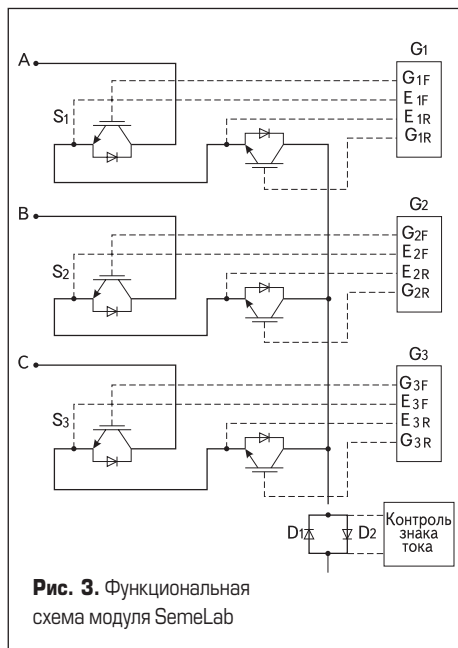 G1
A
G1F
E1F
S1
E1R
G1R
G2
B
G2F
E2F
S2
E2R
G2R
G3
C
G3F
E3F
S3
E3R
G3R
D1 D2
Контроль
знака
тока
Рис. 3. Функциональная
схема модуля SemeLab